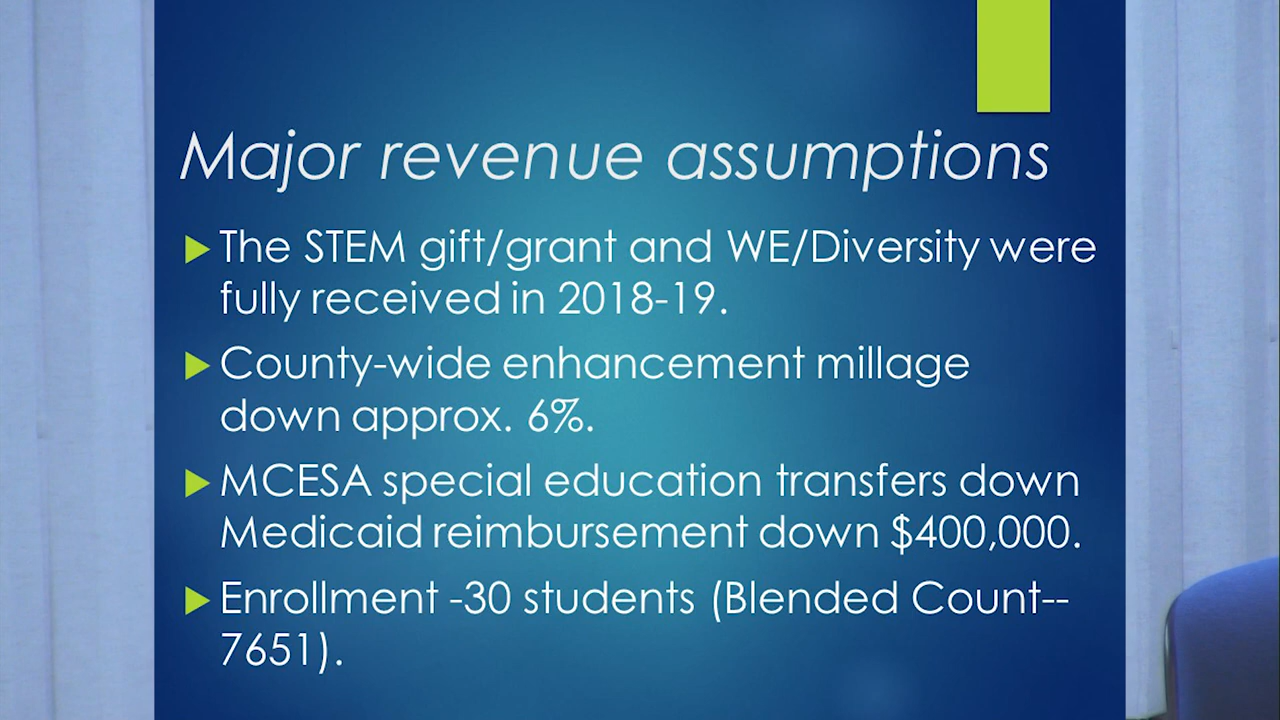 Major revenue assumptions
The STEM gift/grant and WE/Diversity were
fully received in 2018-19.
County-wide enhancement millage
down approx. 6%.
MCESA special education transfers down
Medicaid reimbursement down $400,000.
Enrollment -30 students (Blended Count--
7651).